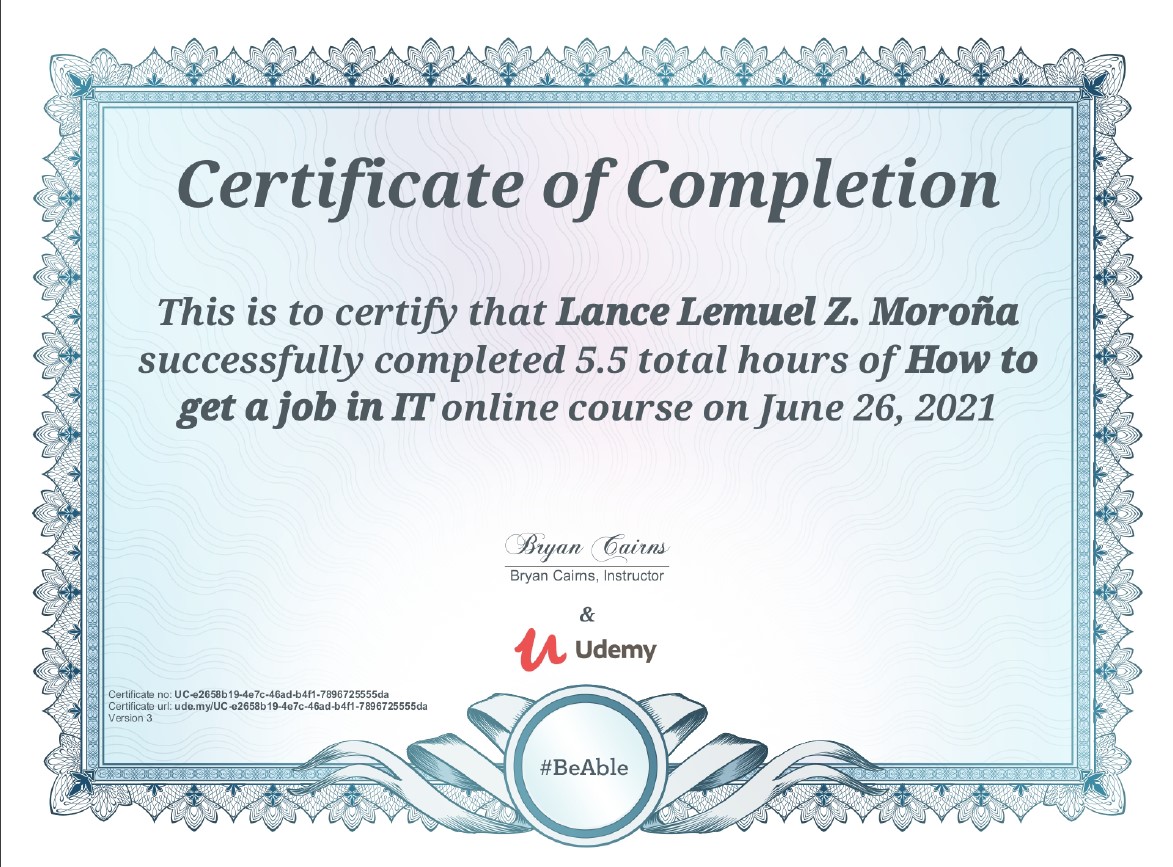 Certificate of Completion
This is to certify that Lance Lemuel Z. Moroña
successfully completed 5.5 total hours of How to
get a job in IT online course on June 26, 2021
Bryan Cairns
Bryan Cairns, Instructor
&
Udemy
Certificate no: UC-e2658b19-4e7c-46ad-b4f1-7896725555da
Certificate url: ude.my/UC-e2658b19-4e7c-46ad-b4f1-7896725555da
Version 3
#BeAble